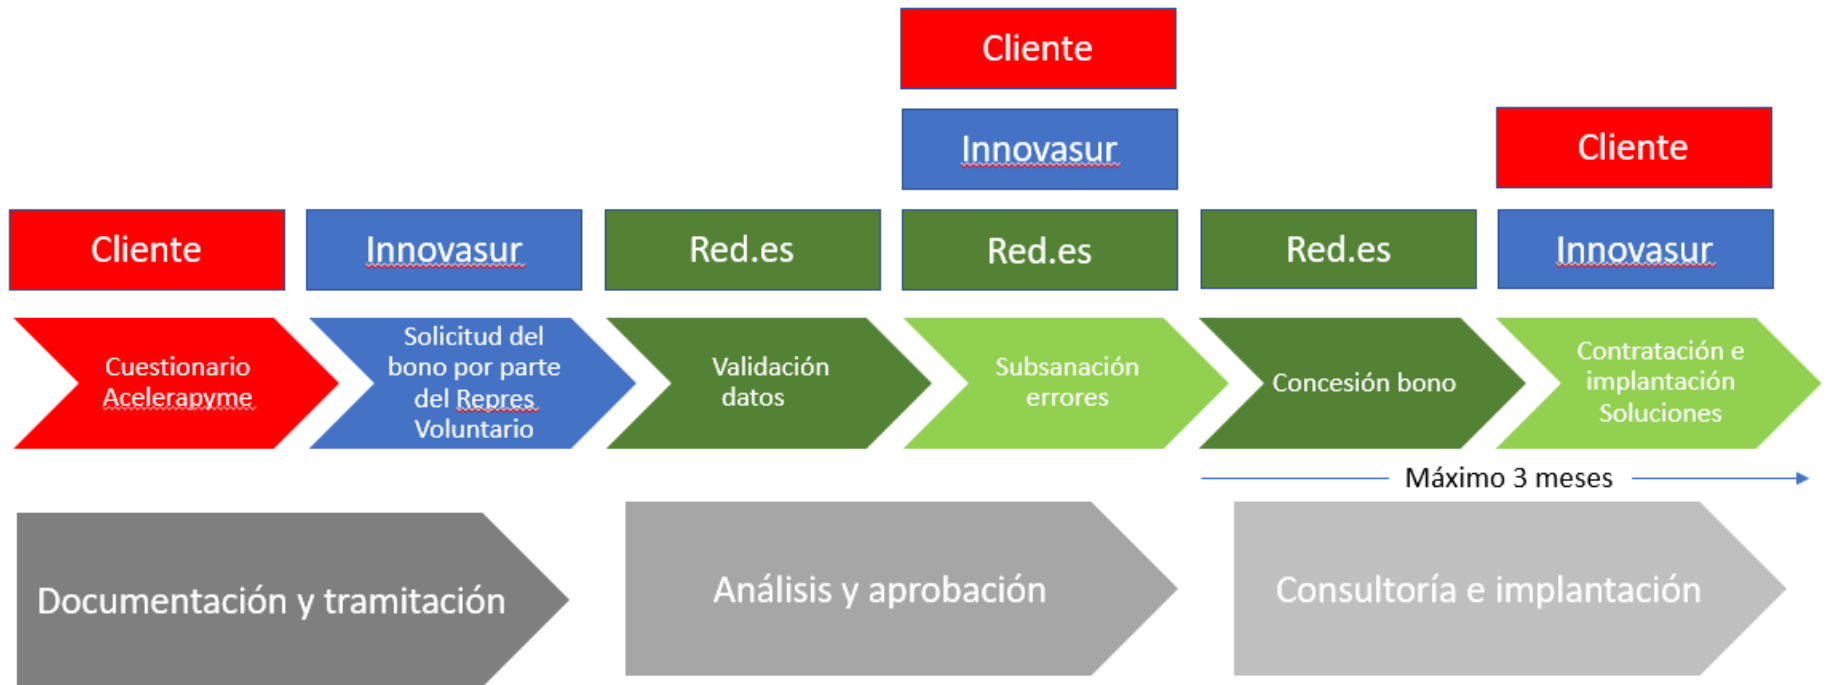 Cliente
Innovasur
Cliente
Cliente
Innovasur
Red.es
Red.es
Red.es
Innovasur
Cuestionario
Acelerapyme
Solicitud del
bono por parte
del Repres
Voluntario
Validación
datos
Subsanación
errores
Concesión bono
Contratación e
implantación
Soluciones
Máximo 3 meses
Documentación y tramitación
Análisis y aprobación
Consultoría e implantación